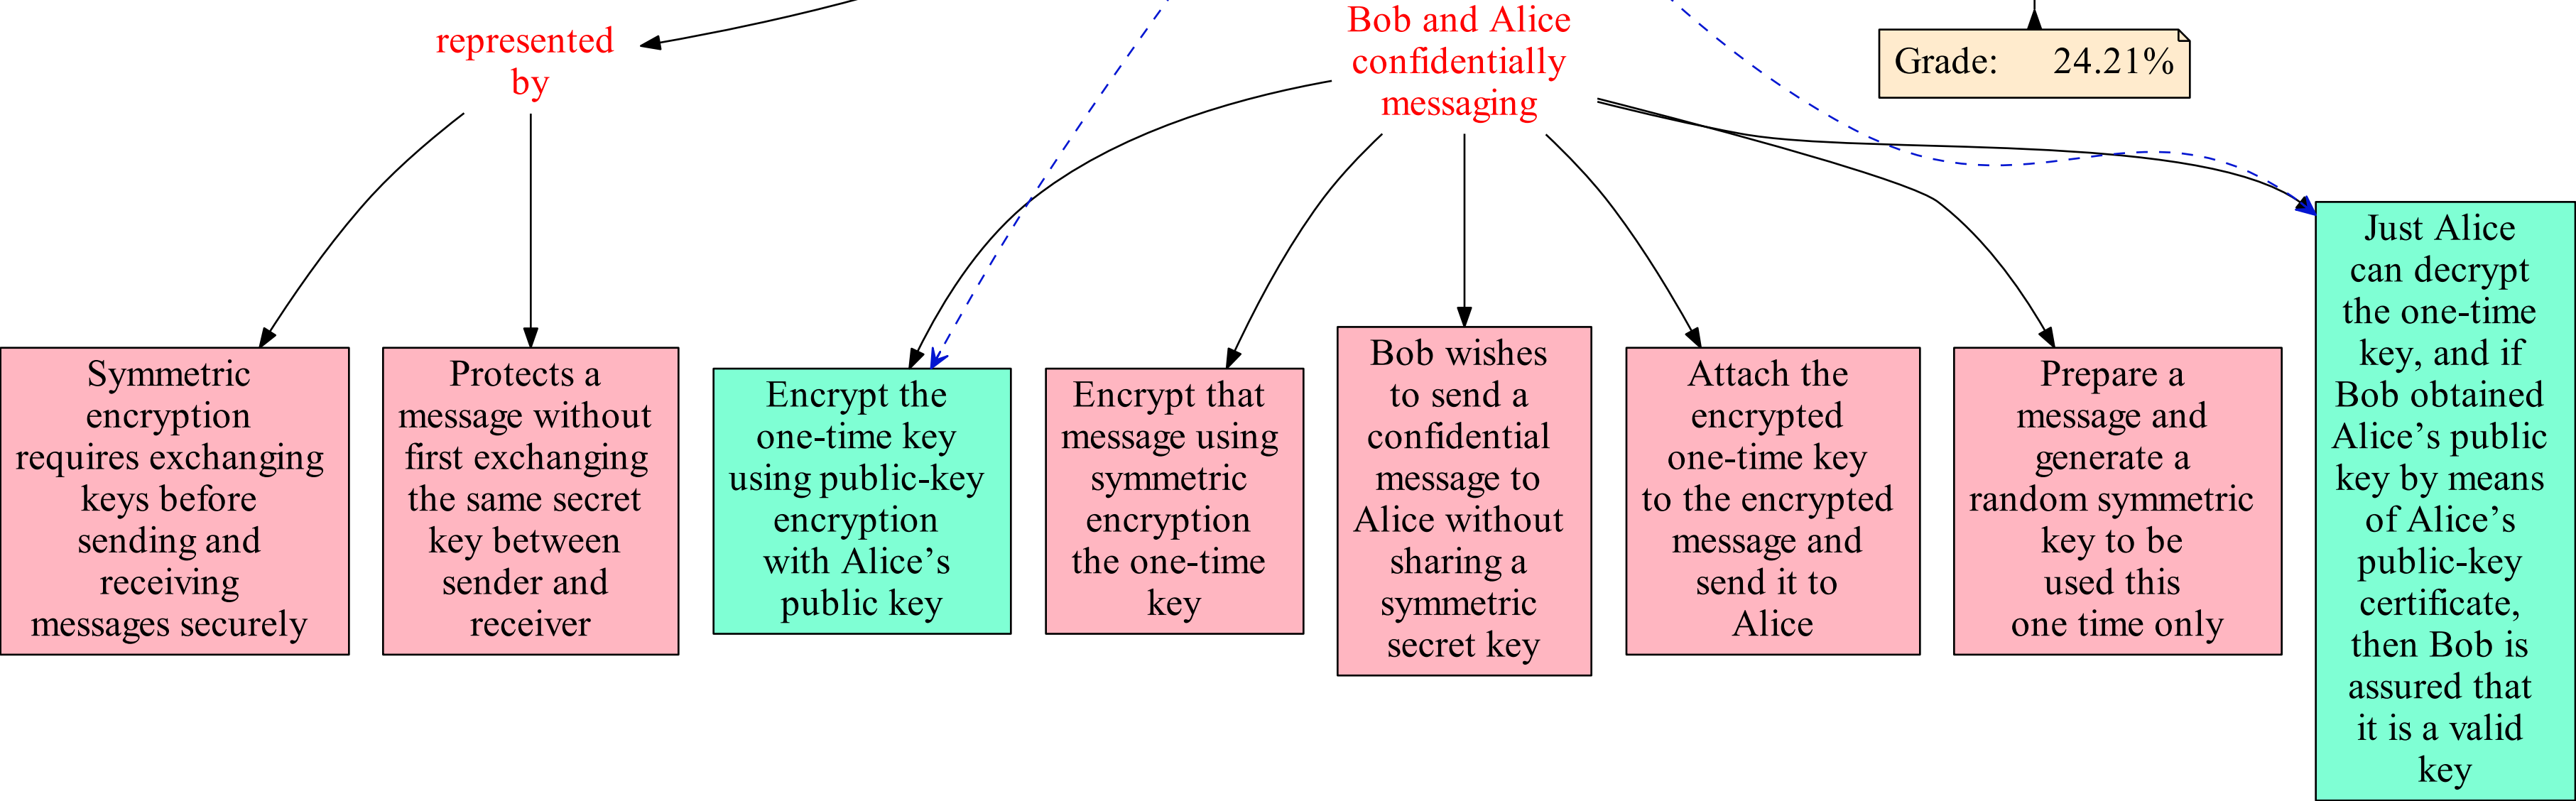 represented
by
Bob and Alice
confidentially
messaging
Grade: 24.21%
Symmetric
encryption
requires exchanging
keys before
sending and
receiving
messages securely
Protects a
message without
first exchanging
the same secret
key between
sender and
receiver
Encrypt the
one-time key
using public-key
encryption
with Alice’s
public key
Encrypt that
message using
symmetric
encryption
the one-time
key
Bob wishes
to send a
confidential
message to
Alice without
sharing a
symmetric
secret key
Attach the
encrypted
one-time key
to the encrypted
message and
send it to
Alice
Prepare a
message and
generate a
random symmetric
key to be
used this
one time only
Just Alice
can decrypt
the one-time
key, and if
Bob obtained
Alice’s public
key by means
of Alice’s
public-key
certificate,
then Bob is
assured that
it is a valid
key